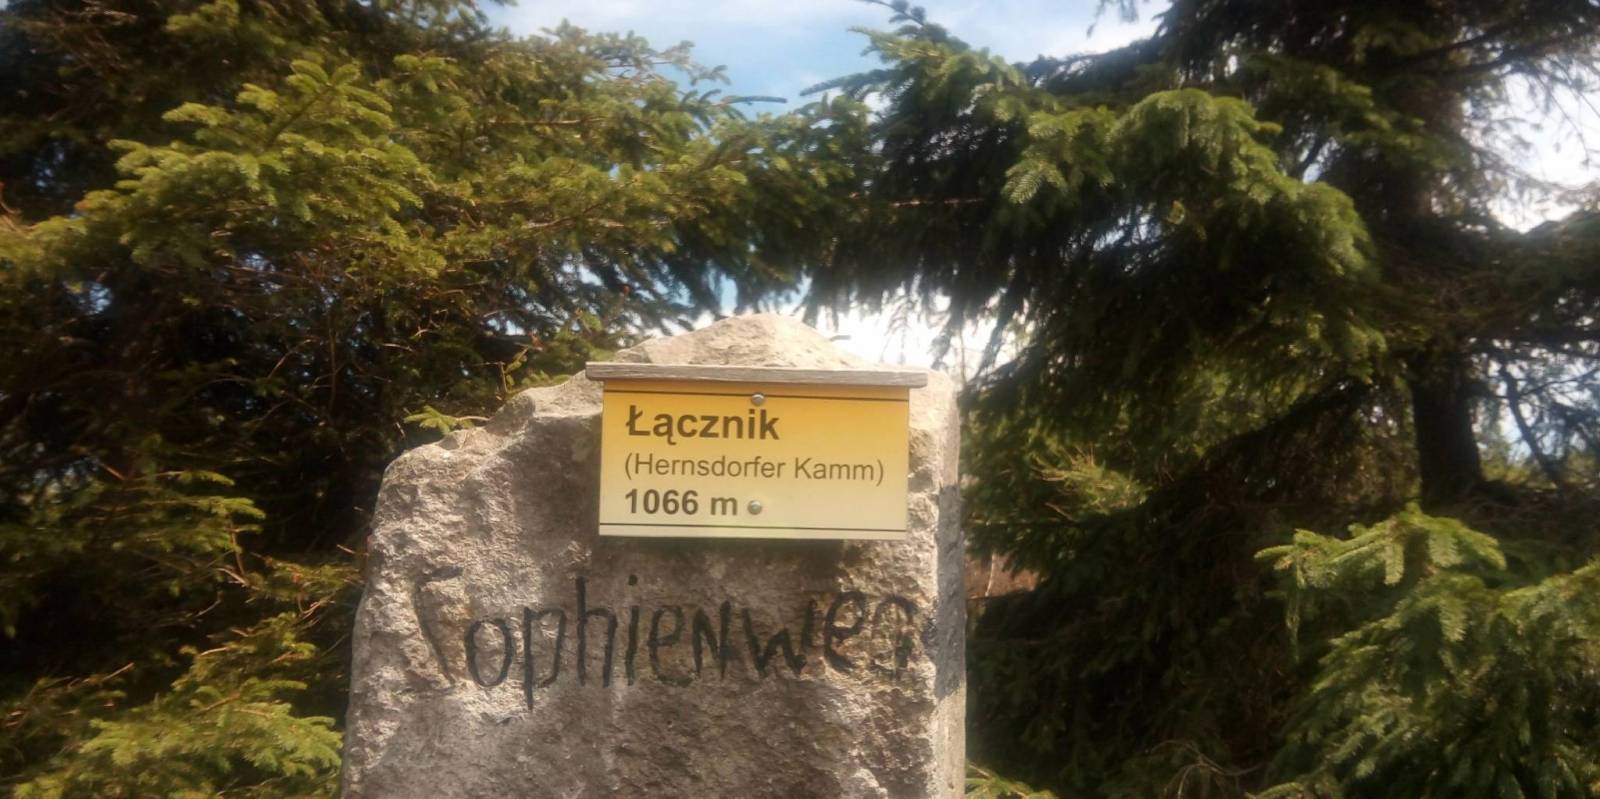 Łącznik
(Hernsdorfer Kamm)
1066 m
Sophienweg